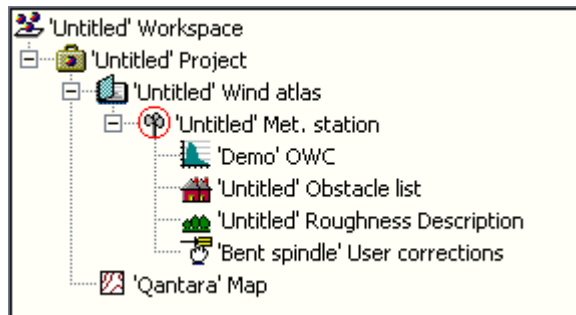 'Untitled' Workspace
'Untitled' Project
'Untitled' Wind atlas
'Untitled' Met. station
'Demo' OWC
'Untitled' Obstacle list
'Untitled' Roughness Description
'Bent spindle' User corrections
'Qantara' Map